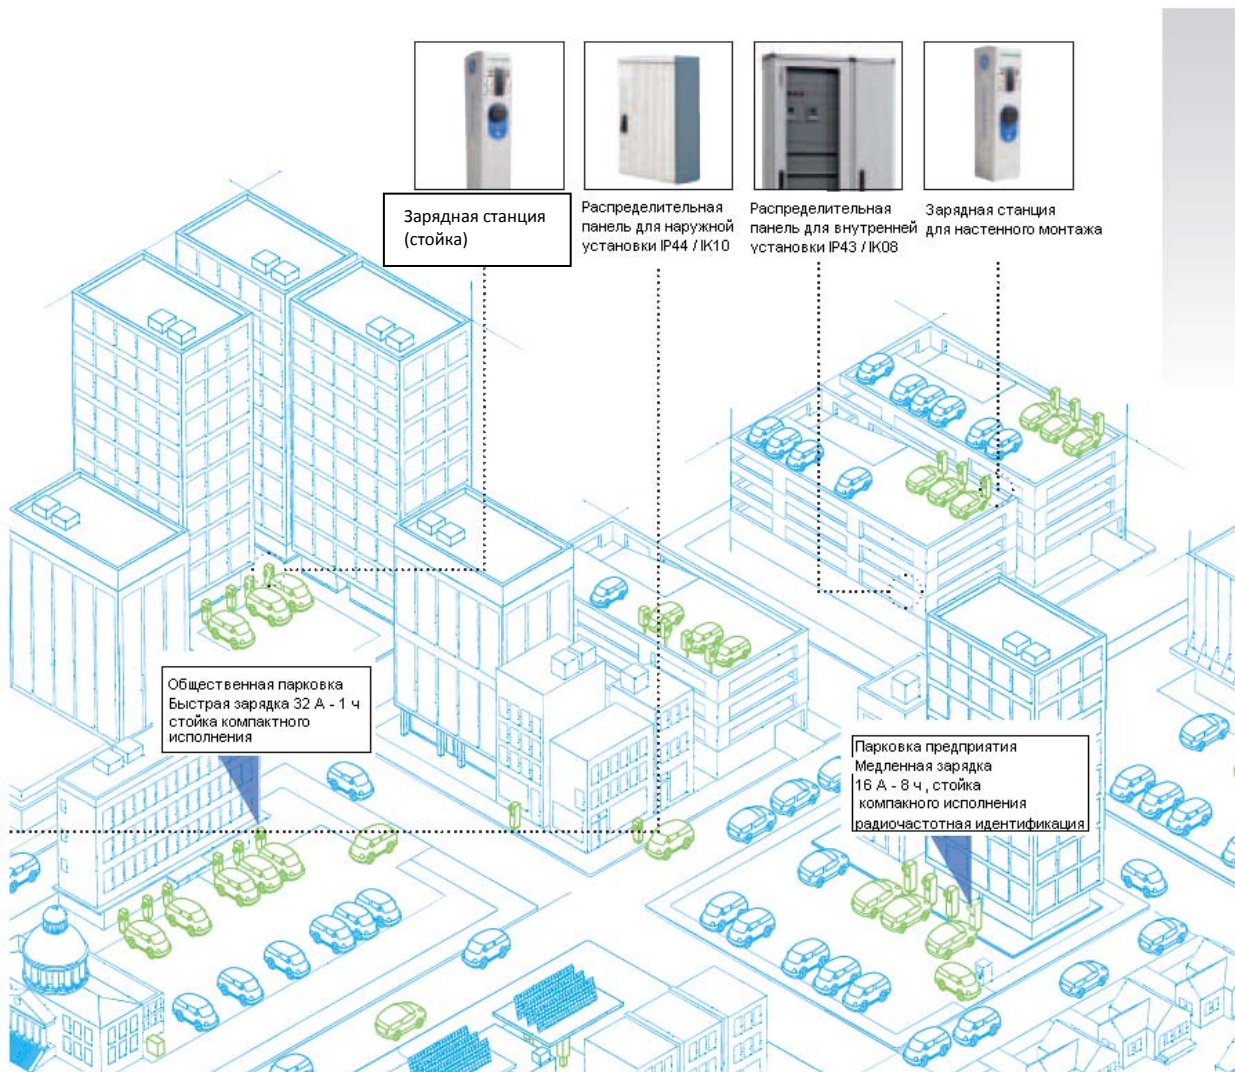 Зарядная станция
(стойка)
Распределительная
панель для наружной
установки IP44 / IK10
Распределительная
панель для внутренней
установки IP43 / IK08
Зарядная станция
для настенного монтажа
Общественная парковка
Быстрая зарядка 32 А - 1 ч
стойка компактного
исполнения
Парковка предприятия
Медленная зарядка
16 А - 8 ч , стойка
компакного исполнения
радиочастотная идентификация